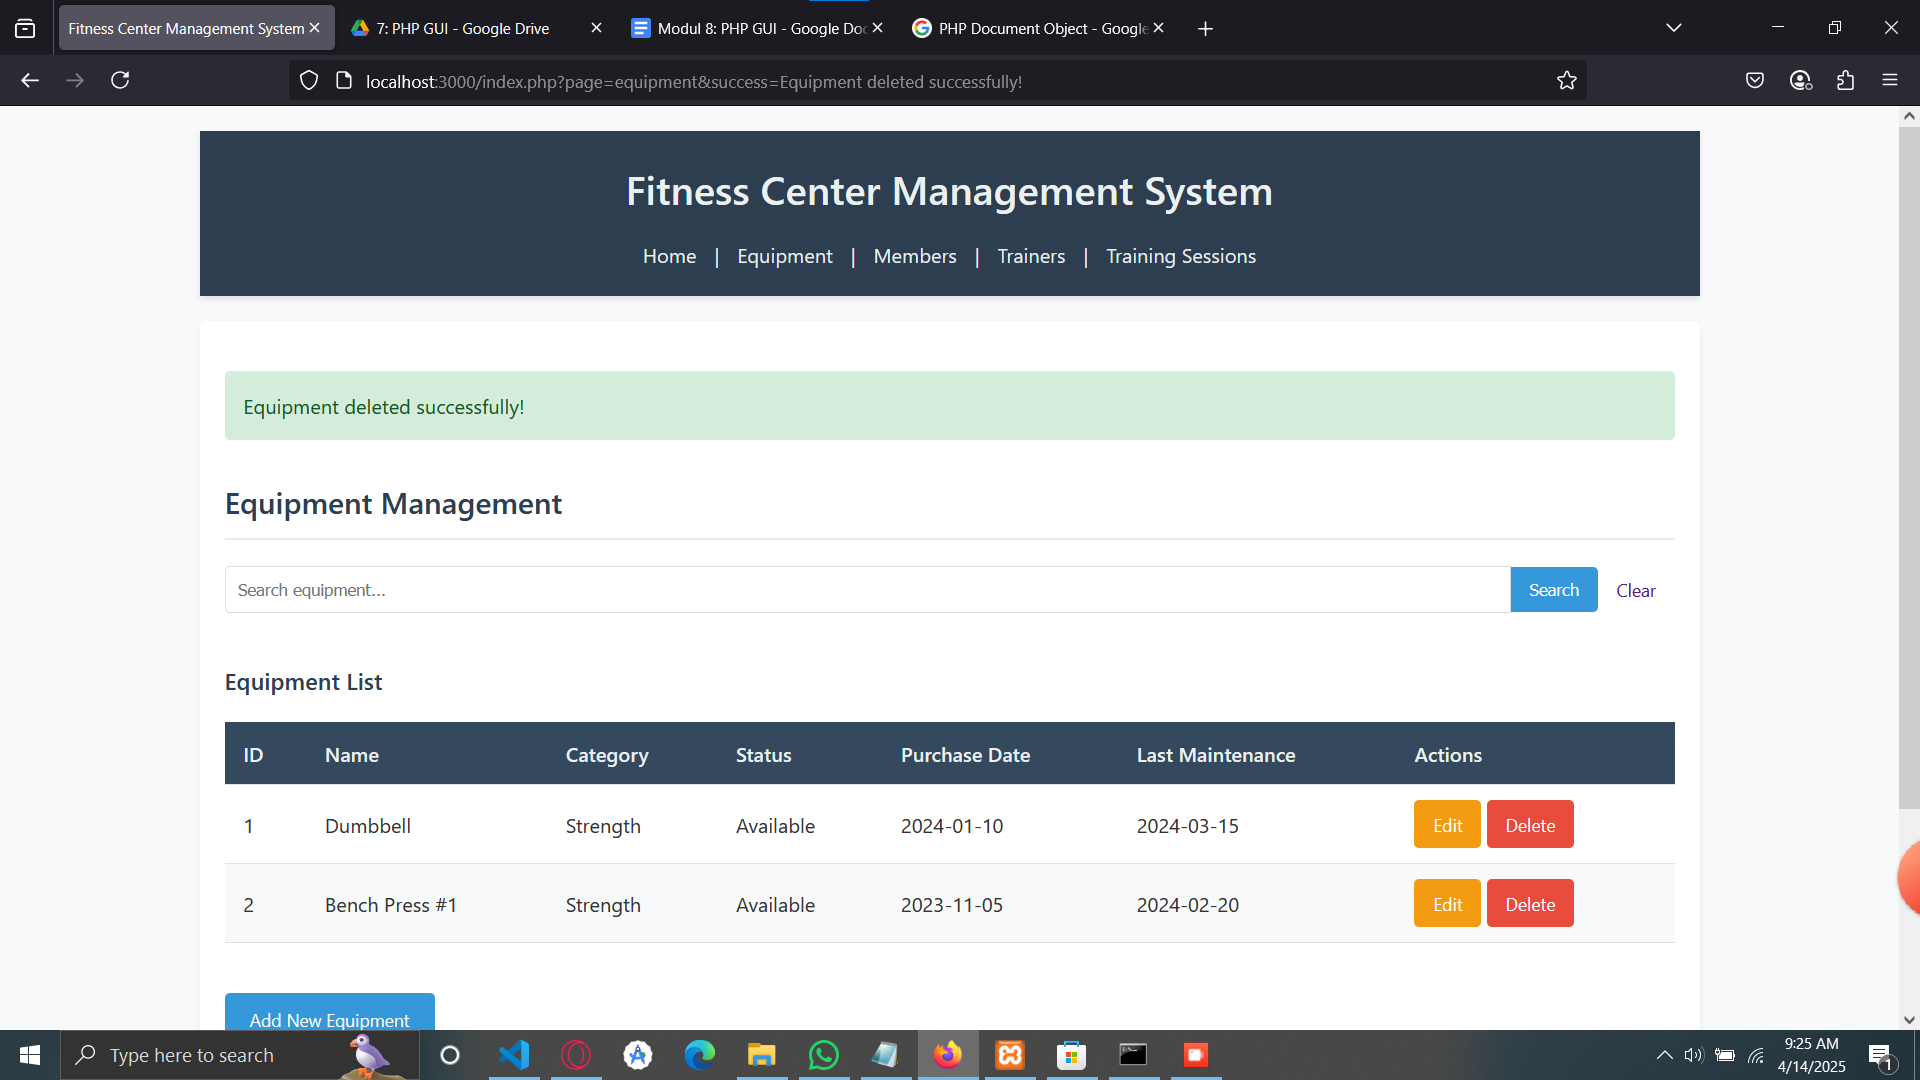 Fitness Center Management System
7: PHP GUI - Google Drive
Modul 8: PHP GUI - Google Doc
PHP Document Object - Google
localhost:3000/index.php?page=equipment&success=Equipment deleted successfully!
Fitness Center Management System
Home | Equipment | Members | Trainers | Training Sessions
Equipment deleted successfully!
Equipment Management
Search equipment...
Search
Clear
Equipment List
ID Name Category Status Purchase Date Last Maintenance Actions
1 Dumbbell Strength Available 2024-01-10 2024-03-15 Edit Delete
2 Bench Press #1 Strength Available 2023-11-05 2024-02-20 Edit Delete
Add New Equipment
Type here to search
9:25 AM
4/14/2025
1